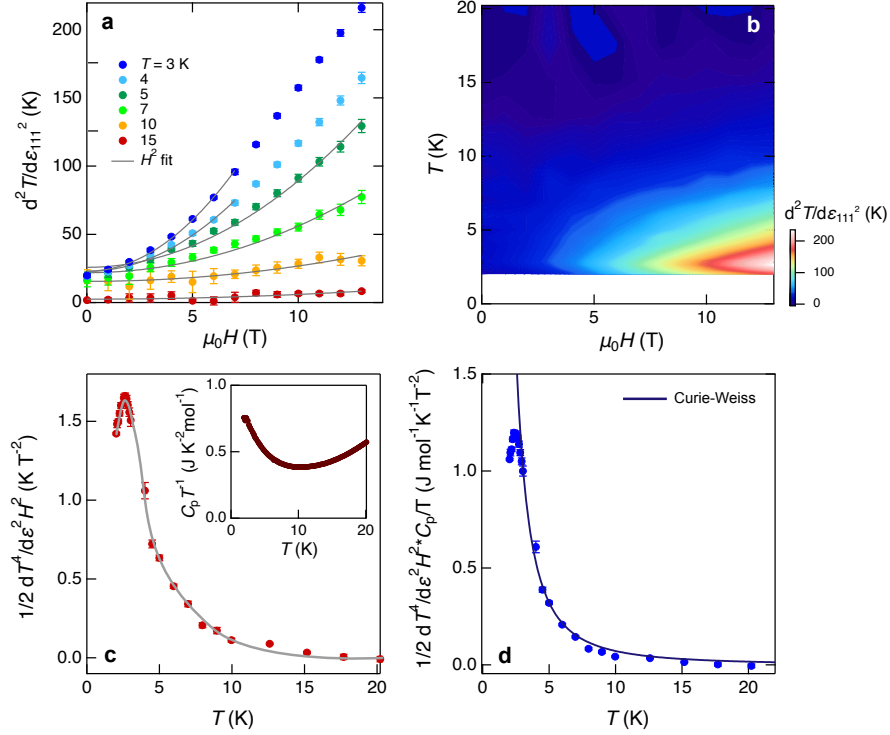 a
d²T/dε₁₁₁² (K)
200
150
100
50
0
T = 3 K
4
5
7
10
15
H² fit
0
5
10
μ₀H (T)
b
T (K)
20
15
10
5
0
0
5
10
μ₀H (T)
d²T/dε₁₁₁² (K)
200
100
0
c
1/2 dT⁴/dε²H² (K T⁻²)
1.5
1.0
0.5
0.0
0
5
10
15
20
T (K)
CₚT⁻¹ (J K⁻²mol⁻¹)
1.0
0.5
0.0
0
10
20
T (K)
d
1/2 dT⁴/dε²H²*Cₚ/T (J mol⁻¹K⁻¹T⁻²)
1.5
1.0
0.5
0.0
Curie-Weiss
0
5
10
15
20
T (K)